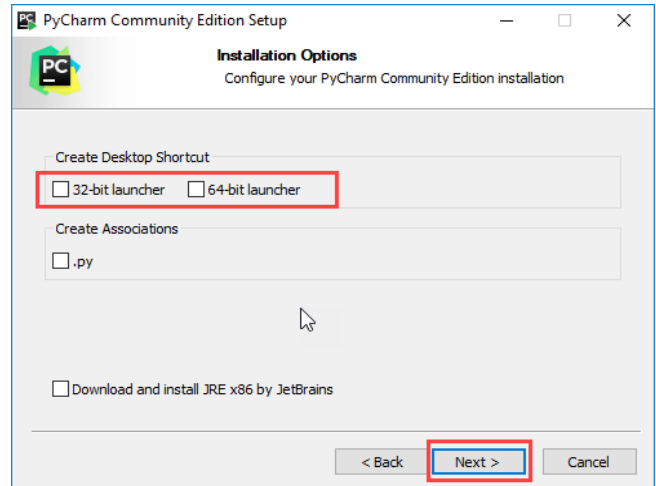 PC PyCharm Community Edition Setup
PC
Installation Options
Configure your PyCharm Community Edition installation
Create Desktop Shortcut
32-bit launcher 64-bit launcher
Create Associations
.py
Download and install JRE x86 by JetBrains
< Back Next > Cancel